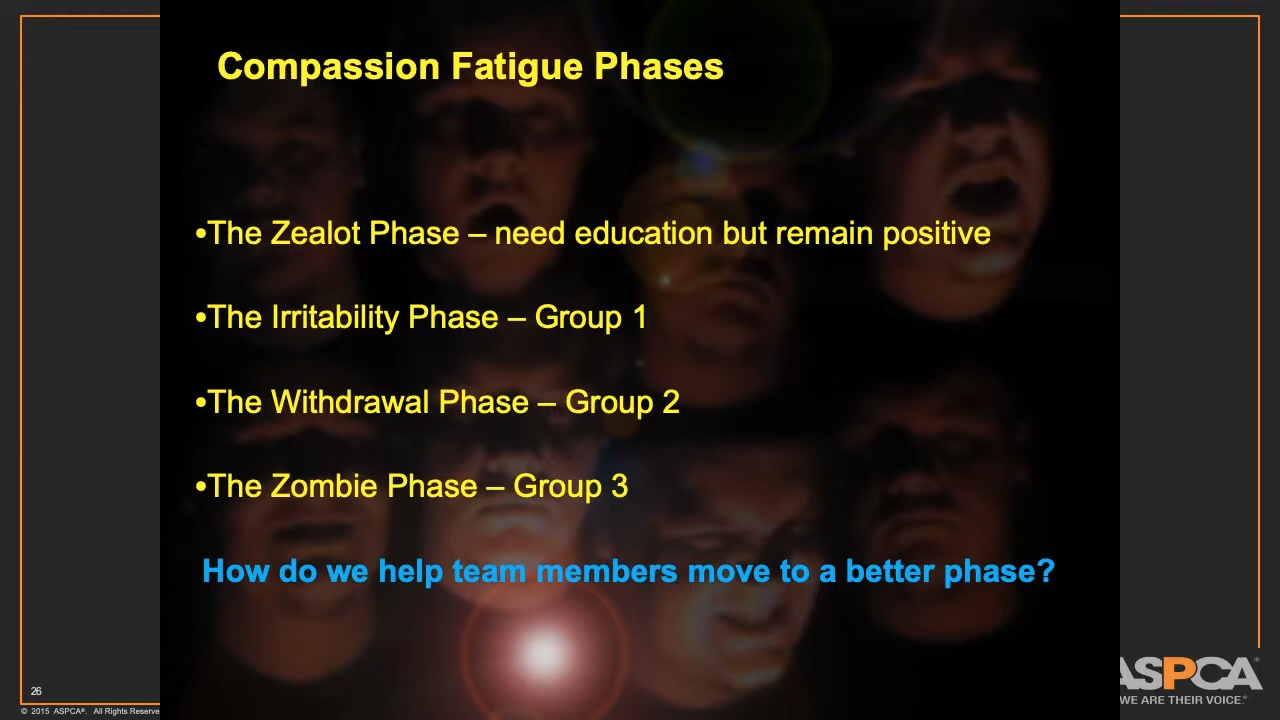 Compassion Fatigue Phases
•The Zealot Phase – need education but remain positive
•The Irritability Phase – Group 1
•The Withdrawal Phase – Group 2
•The Zombie Phase – Group 3
How do we help team members move to a better phase?
26
© 2015 ASPCA®. All Rights Reserve
ASPCA®
WE ARE THEIR VOICE.®